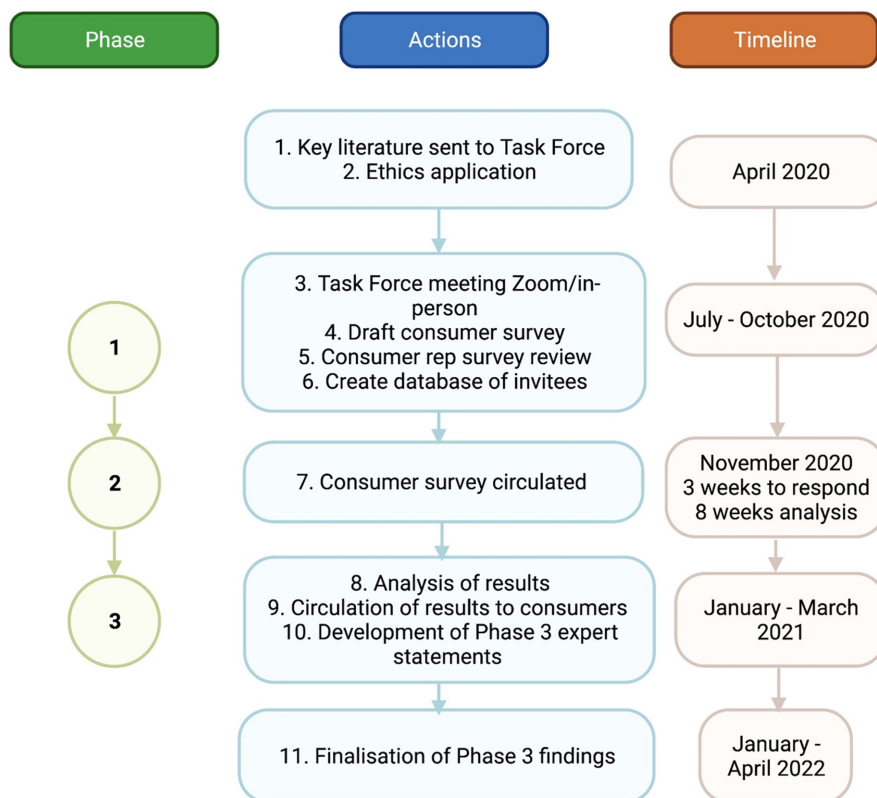 Phase
Actions
Timeline
1. Key literature sent to Task Force
2. Ethics application
April 2020
1
3. Task Force meeting Zoom/in-
person
4. Draft consumer survey
5. Consumer rep survey review
6. Create database of invitees
July - October 2020
2
7. Consumer survey circulated
November 2020
3 weeks to respond
8 weeks analysis
3
8. Analysis of results
9. Circulation of results to consumers
10. Development of Phase 3 expert
statements
January - March
2021
11. Finalisation of Phase 3 findings
January -
April 2022